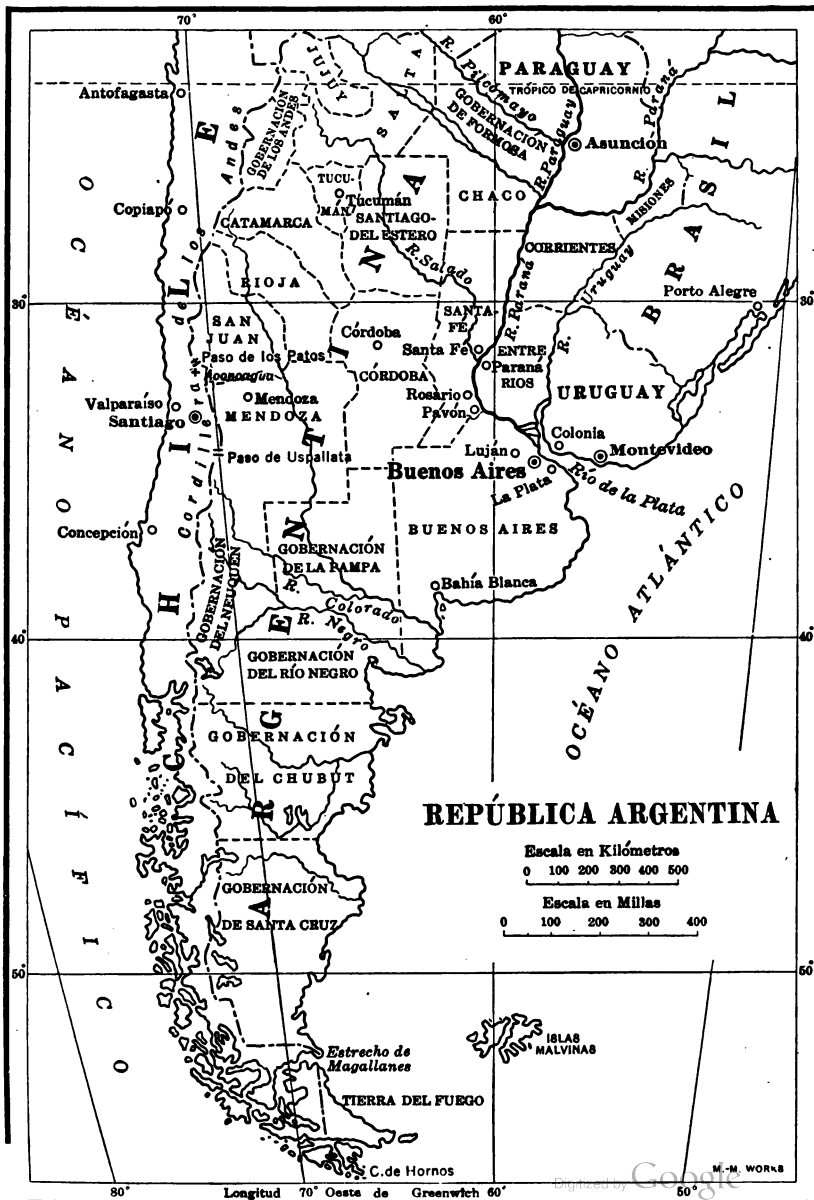 70°
60°
JUJUY
SALTA
R. Pilcomayo
PARAGUAY
TRÓPICO DE CAPRICORNIO
Antofagasta
GOBERNACIÓN
DE LOS ANDES
GOBERNACIÓN
DE FORMOSA
R. Paraguay
Asunción
R. Paraná
BRASIL
Andes
TUCU-
MÁN
Tucumán
CHACO
MISIONES
Copiapó
CATAMARCA
SANTIAGO-
DEL ESTERO
CORRIENTES
R. Salado
R. Uruguay
RIOJA
R. Paraná
Porto Alegre
30°
30°
SAN
JUAN
SANTA-
FÉ
Córdoba
Paso de los Patos
Santa Fé
ENTRE
RIOS
Paraná
Aconcagua
CÓRDOBA
Mendoza
Rosario
URUGUAY
Valparaíso
MENDOZA
Pavón
Santiago
Colonia
Paso de Uspallata
Luján
Montevideo
Buenos Aires
La Plata
Río de la Plata
Cordillera de los
Concepción
BUENOS AIRES
GOBERNACIÓN
DE LA PAMPA
GOBERNACIÓN
DEL NEUQUEN
Bahía Blanca
R. Colorado
R. Negro
40°
40°
GOBERNACIÓN
DEL RÍO NEGRO
GOBERNACIÓN
DEL CHUBUT
CHILE
ARGENTINA
OCÉANO PACÍFICO
OCÉANO ATLÁNTICO
REPÚBLICA ARGENTINA
Escala en Kilómetros
0 100 200 300 400 500
Escala en Millas
0 100 200 300 400
GOBERNACIÓN
DE SANTA CRUZ
50°
50°
ISLAS
MALVINAS
Estrecho de
Magallanes
TIERRA DEL FUEGO
C. de Hornos
M.-M. WORKS
Digitized by Google
80°
Longitud 70° Oeste de Greenwich 60°